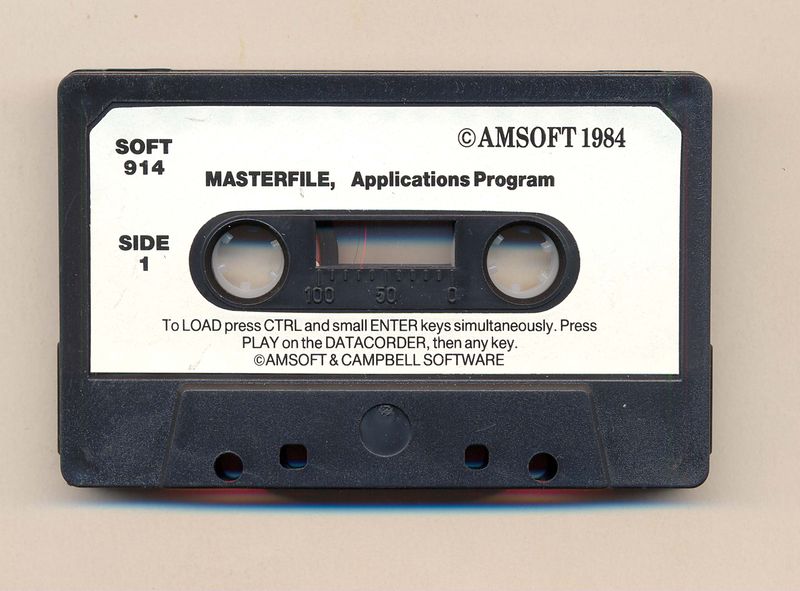 ©AMSOFT 1984
SOFT
914
MASTERFILE, Applications Program
SIDE
1
100 50 0
To LOAD press CTRL and small ENTER keys simultaneously. Press
PLAY on the DATACORDER, then any key.
©AMSOFT & CAMPBELL SOFTWARE